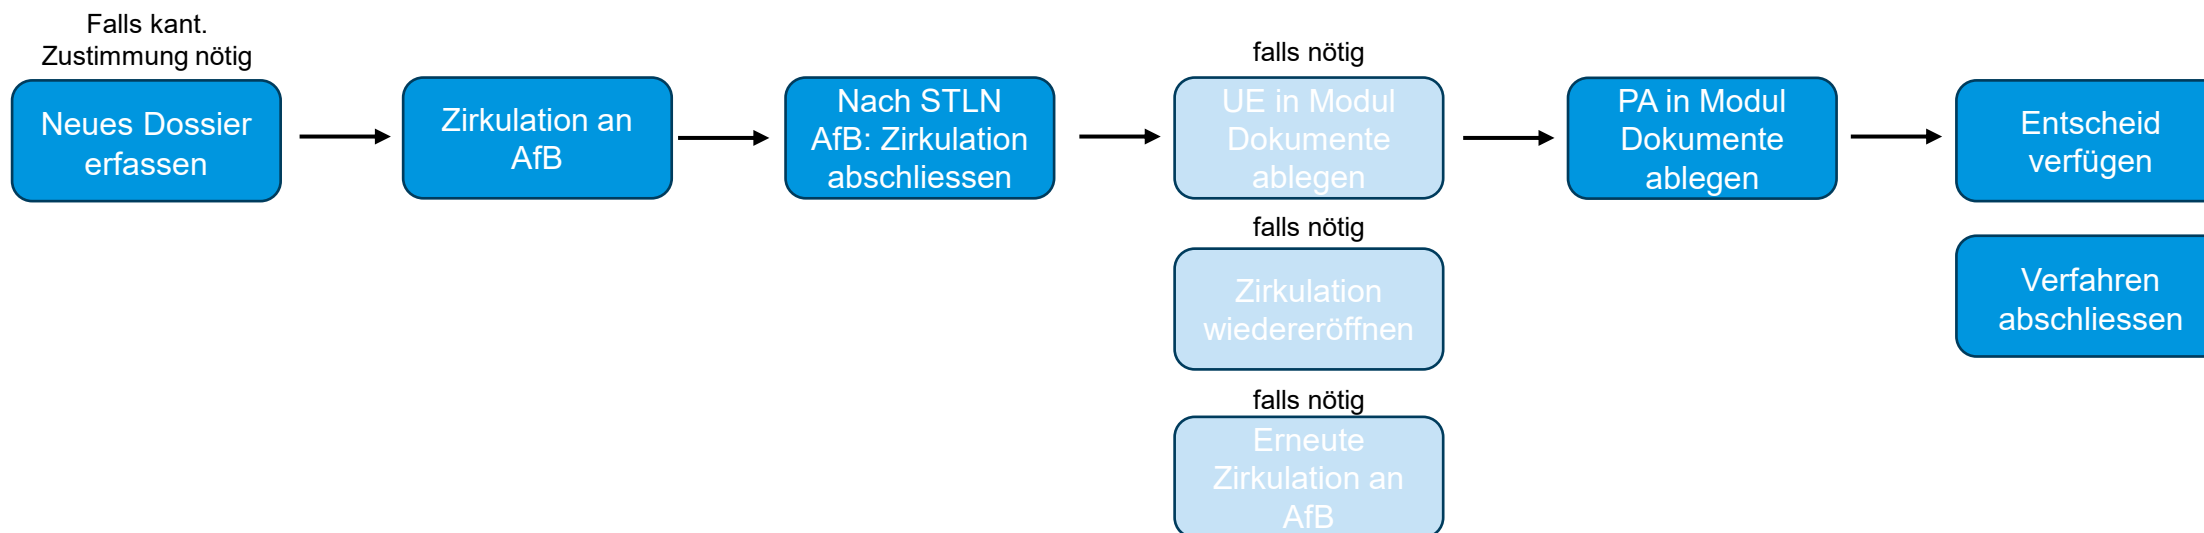 Falls kant.
Zustimmung nötig
Neues Dossier
erfassen
Zirkulation an
AfB
Nach STLN
AfB: Zirkulation
abschliessen
falls nötig
UE in Modul
Dokumente
ablegen
falls nötig
Zirkulation
wiedereröffnen
falls nötig
Erneute
Zirkulation an
AfB
PA in Modul
Dokumente
ablegen
Entscheid
verfügen
Verfahren
abschliessen